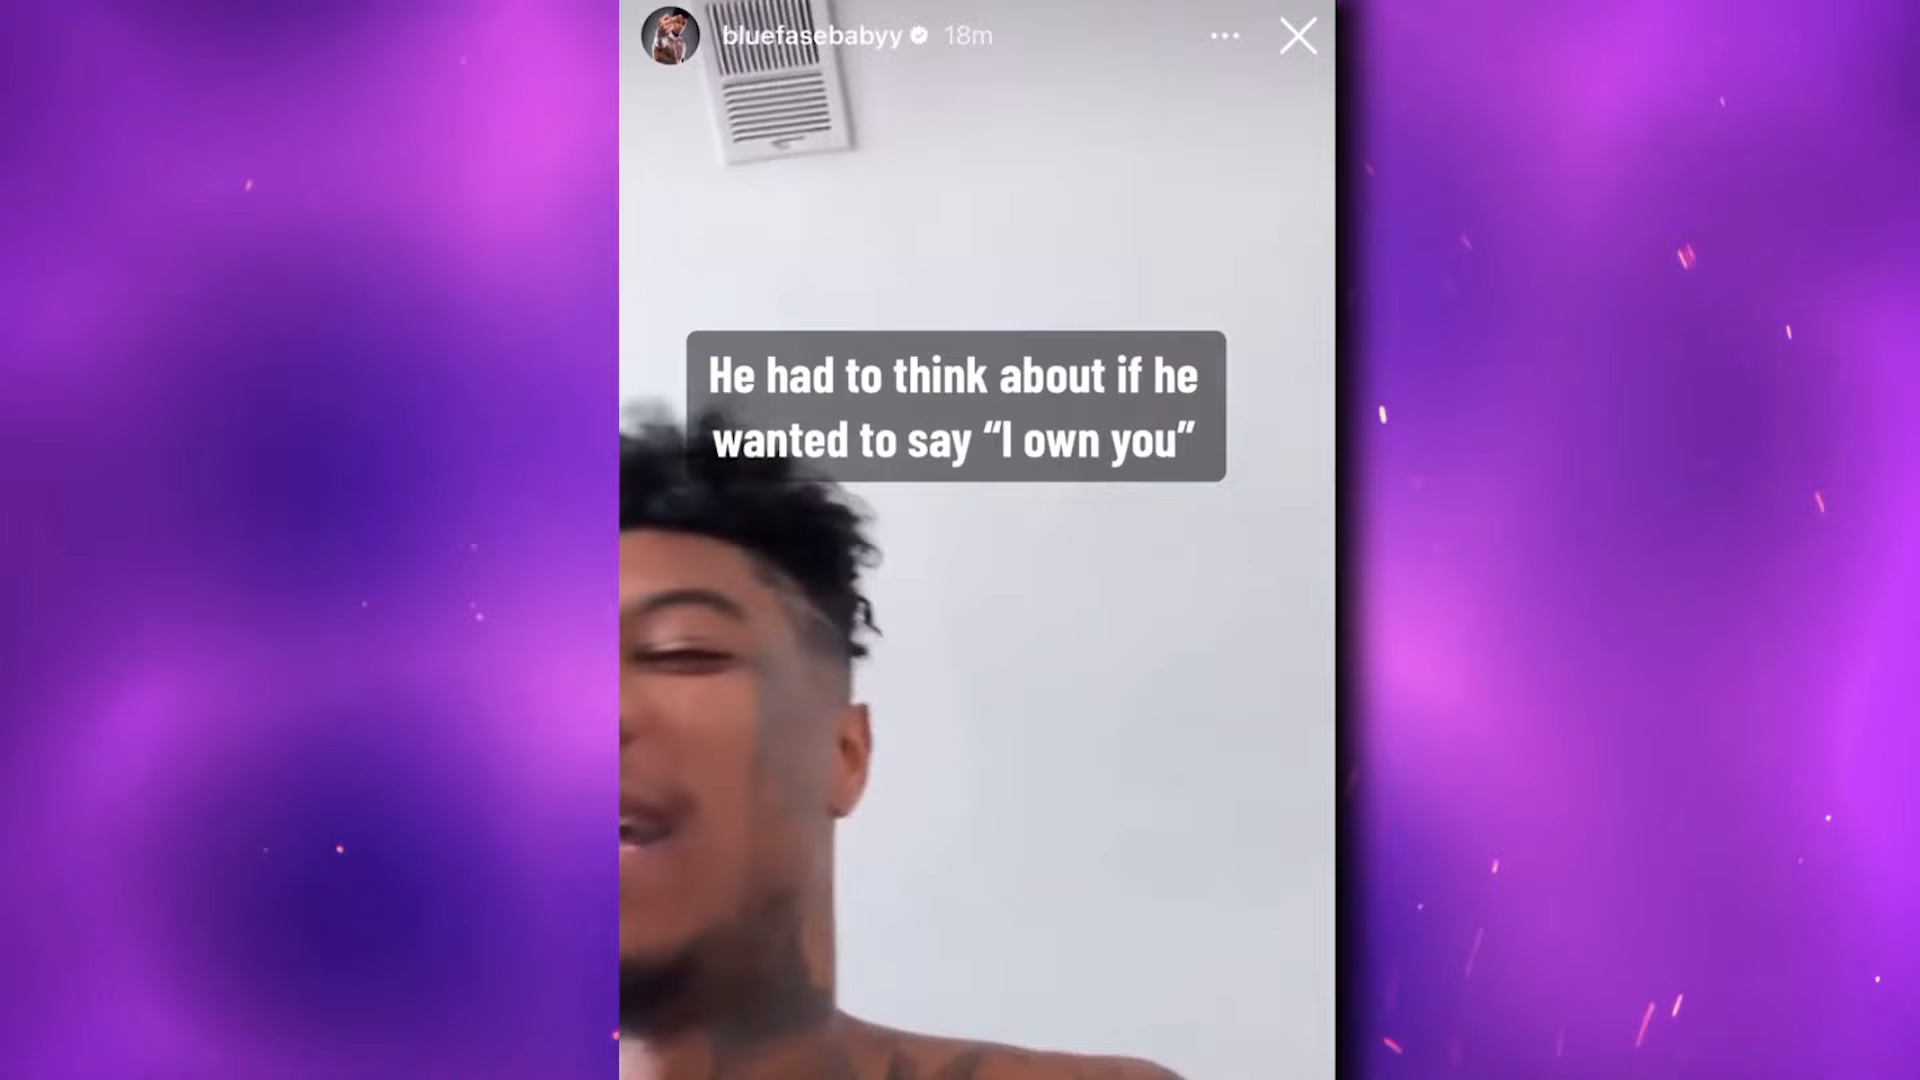 bluefasebabyy 18m
He had to think about if he
wanted to say “I own you”